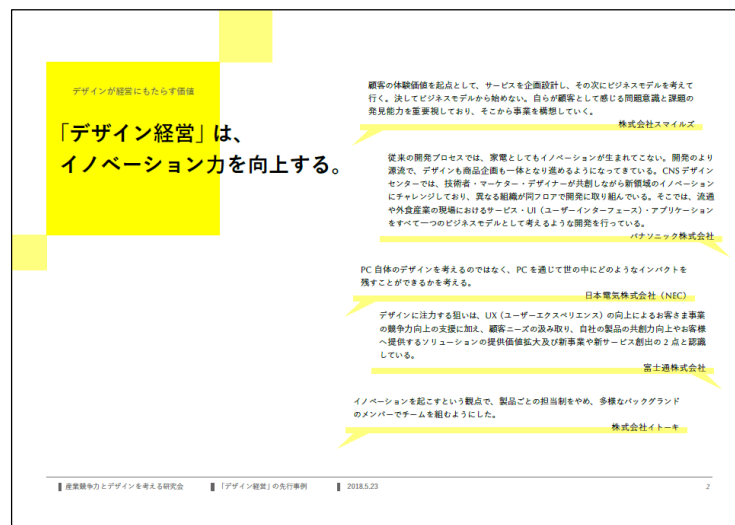 デザインが経営にもたらす価値
「デザイン経営」は、
イノベーション力を向上する。
顧客の体験価値を起点として、サービスを企画設計し、その次にビジネスモデルを考えて
行く。決してビジネスモデルから始めない。自らが顧客として感じる問題意識と課題の
発見能力を重要視しており、そこから事業を構想していく。
株式会社スマイルズ
従来の開発プロセスでは、家電としてもイノベーションが生まれてこない。開発のより
源流で、デザインも商品企画も一体となり進めるようになってきている。CNSデザイン
センターでは、技術者・マーケター・デザイナーが共創しながら新領域のイノベーション
にチャレンジしており、異なる組織が同フロアで開発に取り組んでいる。そこでは、流通
や外食産業の現場におけるサービス・UI（ユーザーインターフェース）・アプリケーション
をすべて一つのビジネスモデルとして考えるような開発を行っている。
パナソニック株式会社
PC 自体のデザインを考えるのではなく、PC を通じて世の中にどのようなインパクトを
残すことができるかを考える。
日本電気株式会社（NEC）
デザインに注力する狙いは、UX（ユーザーエクスペリエンス）の向上によるお客さま事業
の競争力向上の支援に加え、顧客ニーズの汲み取り、自社の製品の共創力向上やお客様
へ提供するソリューションの提供価値拡大及び新事業や新サービス創出の 2 点と認識
している。
富士通株式会社
イノベーションを起こすという観点で、製品ごとの担当制をやめ、多様なバックグランド
のメンバーでチームを組むようにした。
株式会社イトーキ
産業競争力とデザインを考える研究会 「デザイン経営」の先行事例 2018.5.23 2